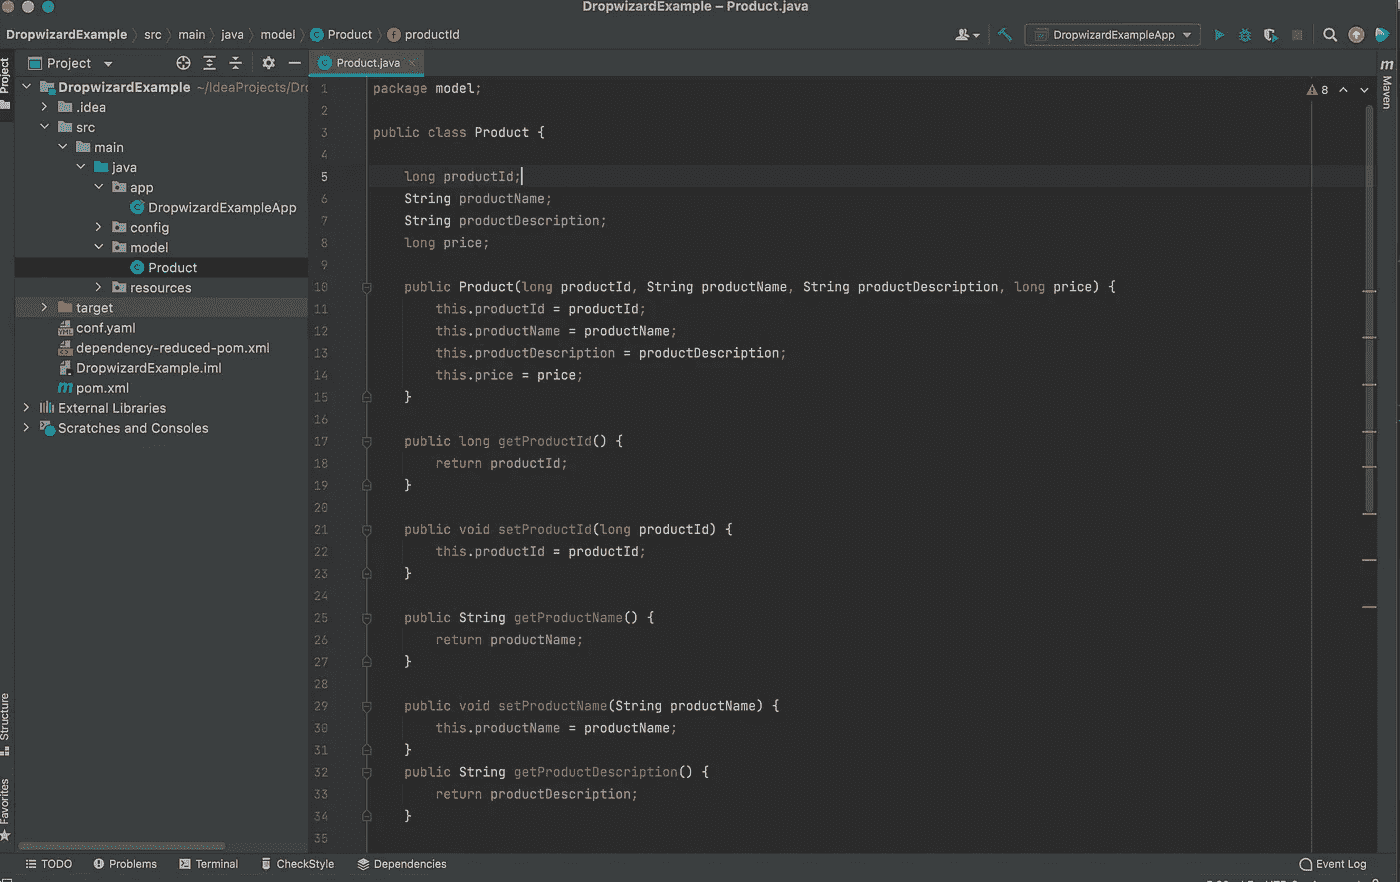 DropwizardExample – Product.java
DropwizardExample src main java model Product productId
DropwizardExampleApp
Project
Product.java
Project
DropwizardExample ~/IdeaProjects/Dro
.idea
src
main
java
app
DropwizardExampleApp
config
model
Product
resources
target
conf.yaml
dependency-reduced-pom.xml
DropwizardExample.iml
pom.xml
External Libraries
Scratches and Consoles
Structure
Favorites
1 package model;
2
3 public class Product {
4
5 long productId;
6 String productName;
7 String productDescription;
8 long price;
9
10 public Product(long productId, String productName, String productDescription, long price) {
11 this.productId = productId;
12 this.productName = productName;
13 this.productDescription = productDescription;
14 this.price = price;
15 }
16
17 public long getProductId() {
18 return productId;
19 }
20
21 public void setProductId(long productId) {
22 this.productId = productId;
23 }
24
25 public String getProductName() {
26 return productName;
27 }
28
29 public void setProductName(String productName) {
30 this.productName = productName;
31 }
32 public String getProductDescription() {
33 return productDescription;
34 }
35
8
Maven
TODO Problems Terminal CheckStyle Dependencies Event Log